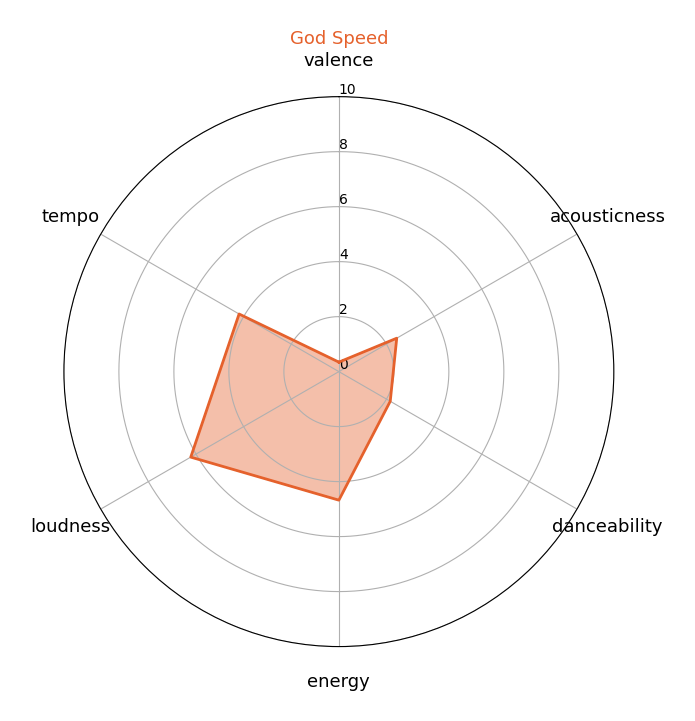 God Speed
valence
10
8
6
4
2
0
tempo
acousticness
loudness
danceability
energy